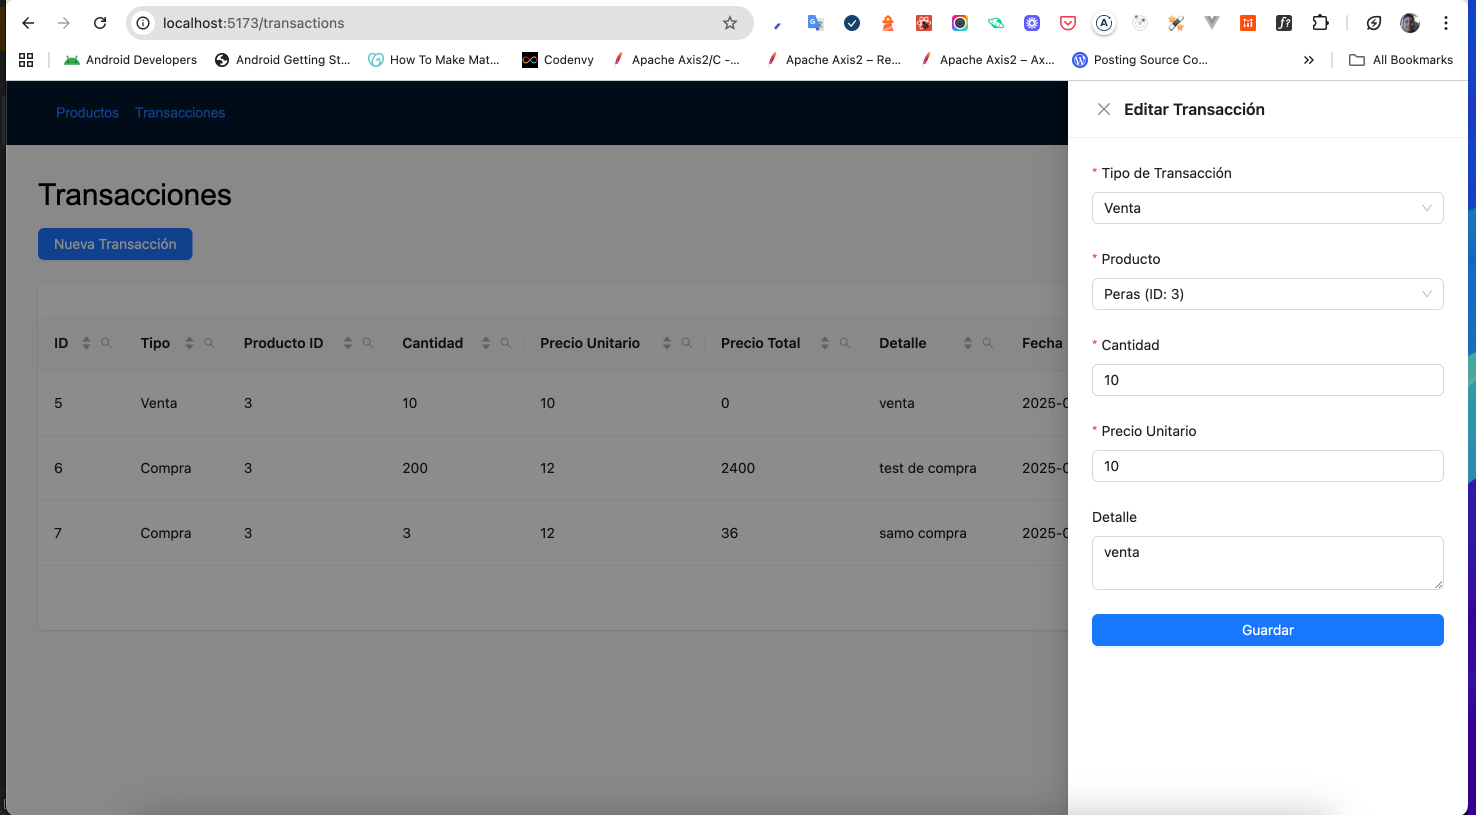 localhost:5173/transactions
Android Developers
Android Getting St...
How To Make Mat...
Codenvy
Apache Axis2/C -...
Apache Axis2 – Re...
Apache Axis2 – Ax...
Posting Source Co...
All Bookmarks
Productos Transacciones
Transacciones
Nueva Transacción
ID Tipo Producto ID Cantidad Precio Unitario Precio Total Detalle Fecha
5 Venta 3 10 10 0 venta 2025-0
6 Compra 3 200 12 2400 test de compra 2025-0
7 Compra 3 3 12 36 samo compra 2025-0
Editar Transacción
* Tipo de Transacción
Venta
* Producto
Peras (ID: 3)
* Cantidad
10
* Precio Unitario
10
Detalle
venta
Guardar